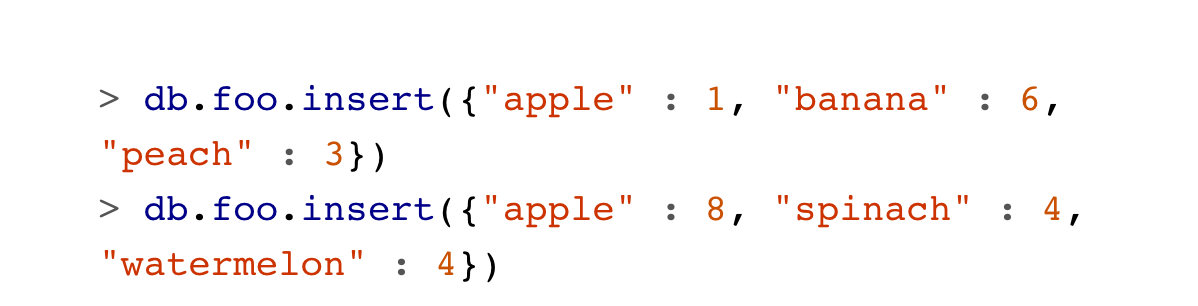 > db.foo.insert({"apple" : 1, "banana" : 6,
"peach" : 3})
> db.foo.insert({"apple" : 8, "spinach" : 4,
"watermelon" : 4})